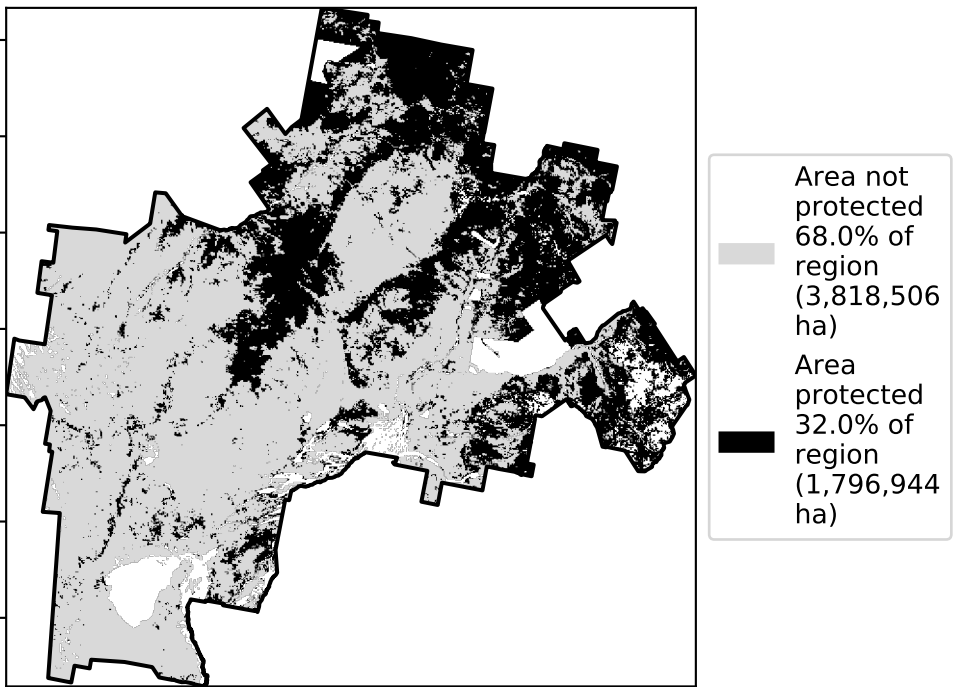 Area not
protected
68.0% of
region
(3,818,506
ha)
Area
protected
32.0% of
region
(1,796,944
ha)